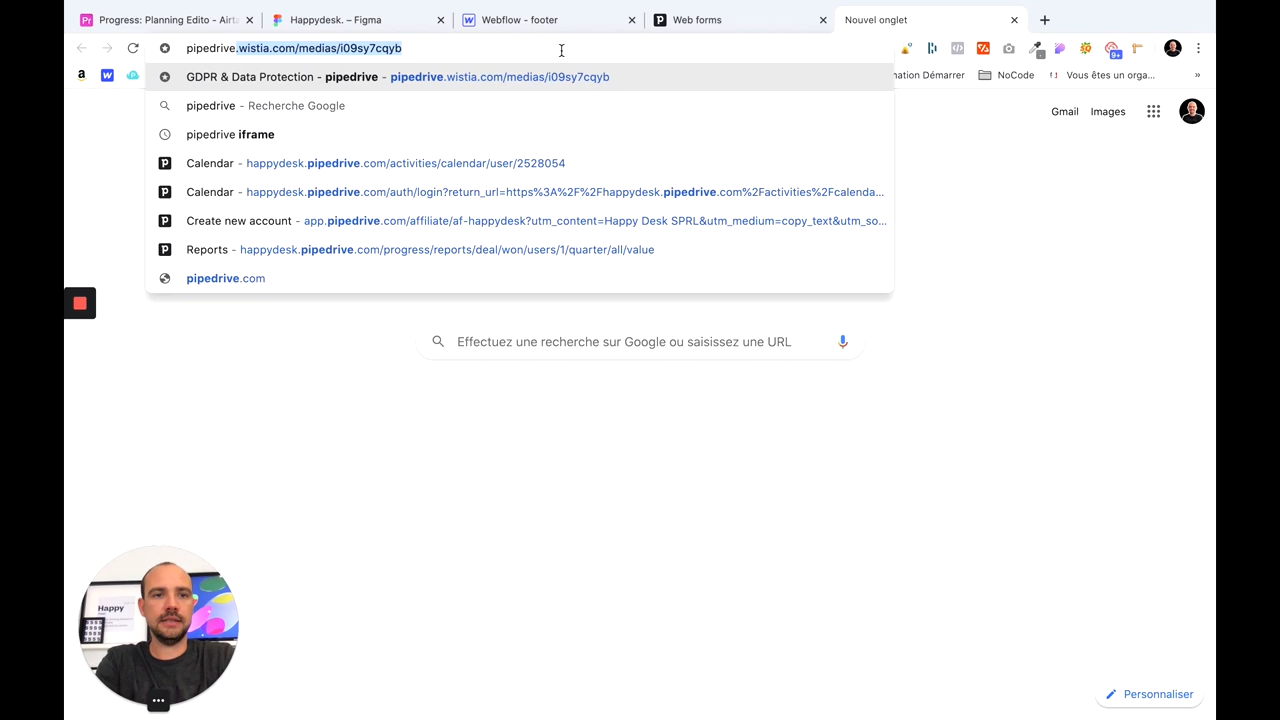 Progress: Planning Edito - Airta
Happydesk. – Figma
Webflow - footer
Web forms
Nouvel onglet
pipedrive.wistia.com/medias/i09sy7cqyb
9+
nation Démarrer
NoCode
Vous êtes un orga...
»
GDPR & Data Protection - pipedrive - pipedrive.wistia.com/medias/i09sy7cqyb
pipedrive - Recherche Google
pipedrive iframe
Calendar - happydesk.pipedrive.com/activities/calendar/user/2528054
Calendar - happydesk.pipedrive.com/auth/login?return_url=https%3A%2F%2Fhappydesk.pipedrive.com%2Factivities%2Fcalenda...
Create new account - app.pipedrive.com/affiliate/af-happydesk?utm_content=Happy Desk SPRL&utm_medium=copy_text&utm_so...
Reports - happydesk.pipedrive.com/progress/reports/deal/won/users/1/quarter/all/value
pipedrive.com
Gmail
Images
Effectuez une recherche sur Google ou saisissez une URL
Happy
Personnaliser